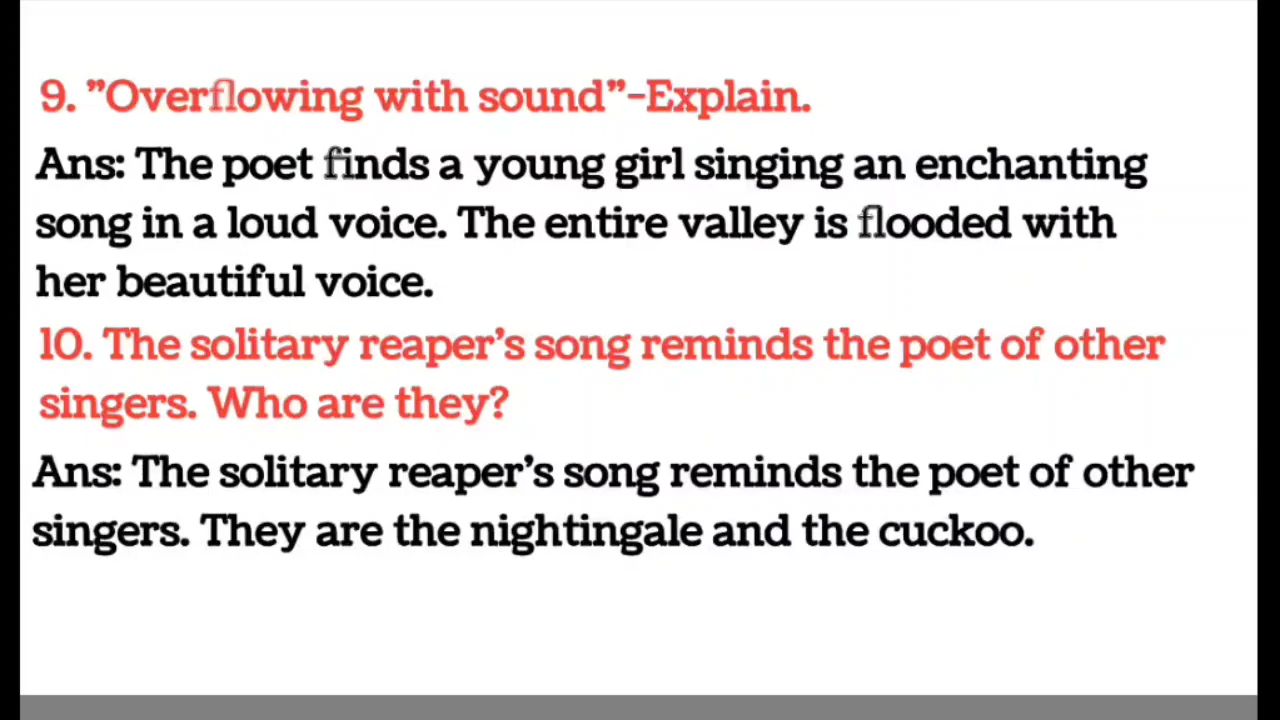 9. ”Overflowing with sound”-Explain.
Ans: The poet finds a young girl singing an enchanting
song in a loud voice. The entire valley is flooded with
her beautiful voice.
10. The solitary reaper’s song reminds the poet of other
singers. Who are they?
Ans: The solitary reaper’s song reminds the poet of other
singers. They are the nightingale and the cuckoo.